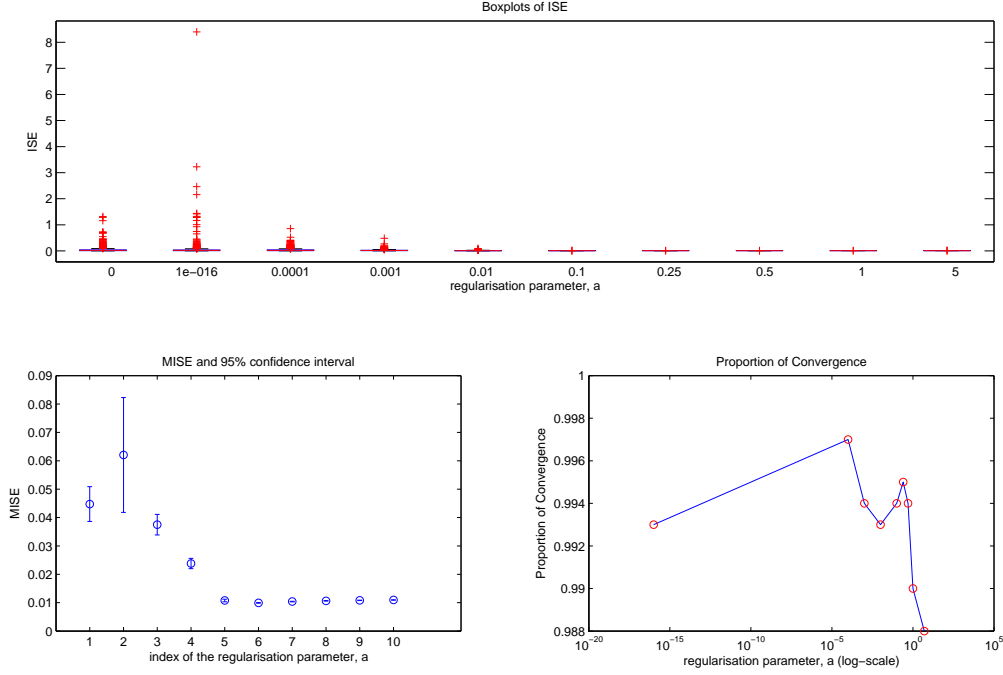 Boxplots of ISE
8
7
6
5
4
3
2
1
0
ISE
0 1e−016 0.0001 0.001 0.01 0.1 0.25 0.5 1 5
regularisation parameter, a
MISE and 95% confidence interval
0.09
0.08
0.07
0.06
0.05
0.04
0.03
0.02
0.01
0
MISE
1 2 3 4 5 6 7 8 9 10
index of the regularisation parameter, a
Proportion of Convergence
1
0.998
0.996
0.994
0.992
0.99
0.988
Proportion of Convergence
10^−20 10^−15 10^−10 10^−5 10^0 10^5
regularisation parameter, a (log−scale)